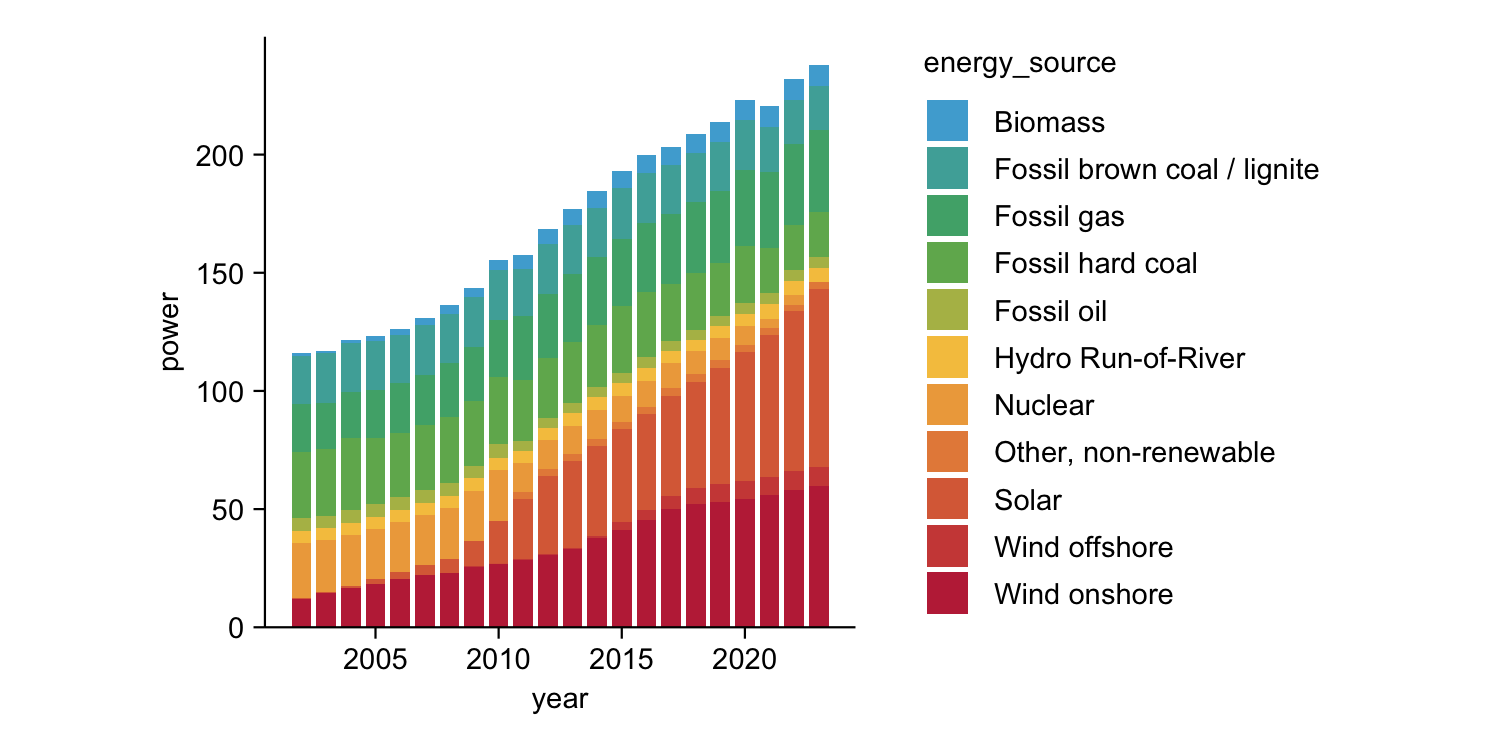 energy_source
Biomass
Fossil brown coal / lignite
Fossil gas
Fossil hard coal
Fossil oil
Hydro Run-of-River
Nuclear
Other, non-renewable
Solar
Wind offshore
Wind onshore
power
200
150
100
50
0
2005 2010 2015 2020
year